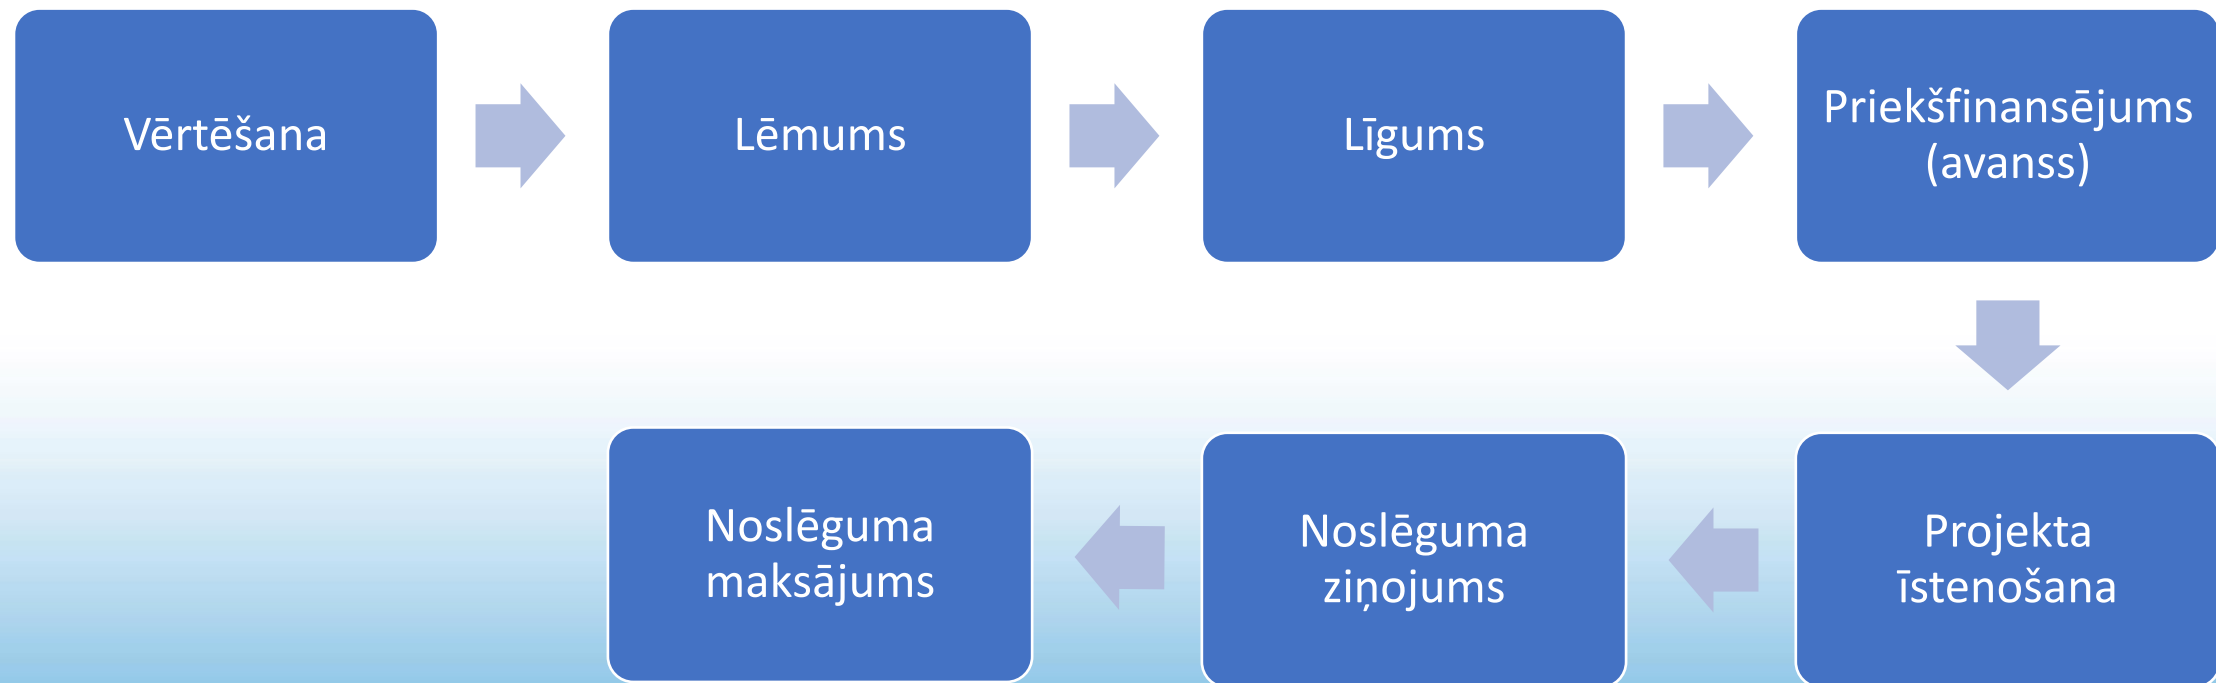 Vērtēšana
Lēmums
Līgums
Priekšfinansējums
(avanss)
Projekta
īstenošana
Noslēguma
ziņojums
Noslēguma
maksājums